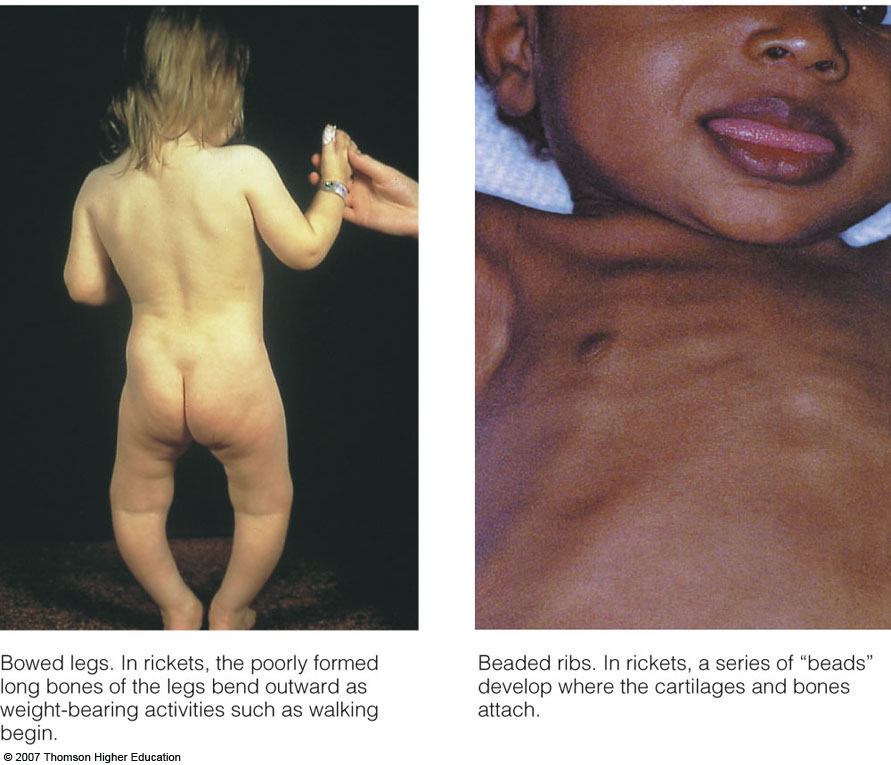 Bowed legs. In rickets, the poorly formed
long bones of the legs bend outward as
weight-bearing activities such as walking
begin.
Beaded ribs. In rickets, a series of “beads”
develop where the cartilages and bones
attach.
© 2007 Thomson Higher Education